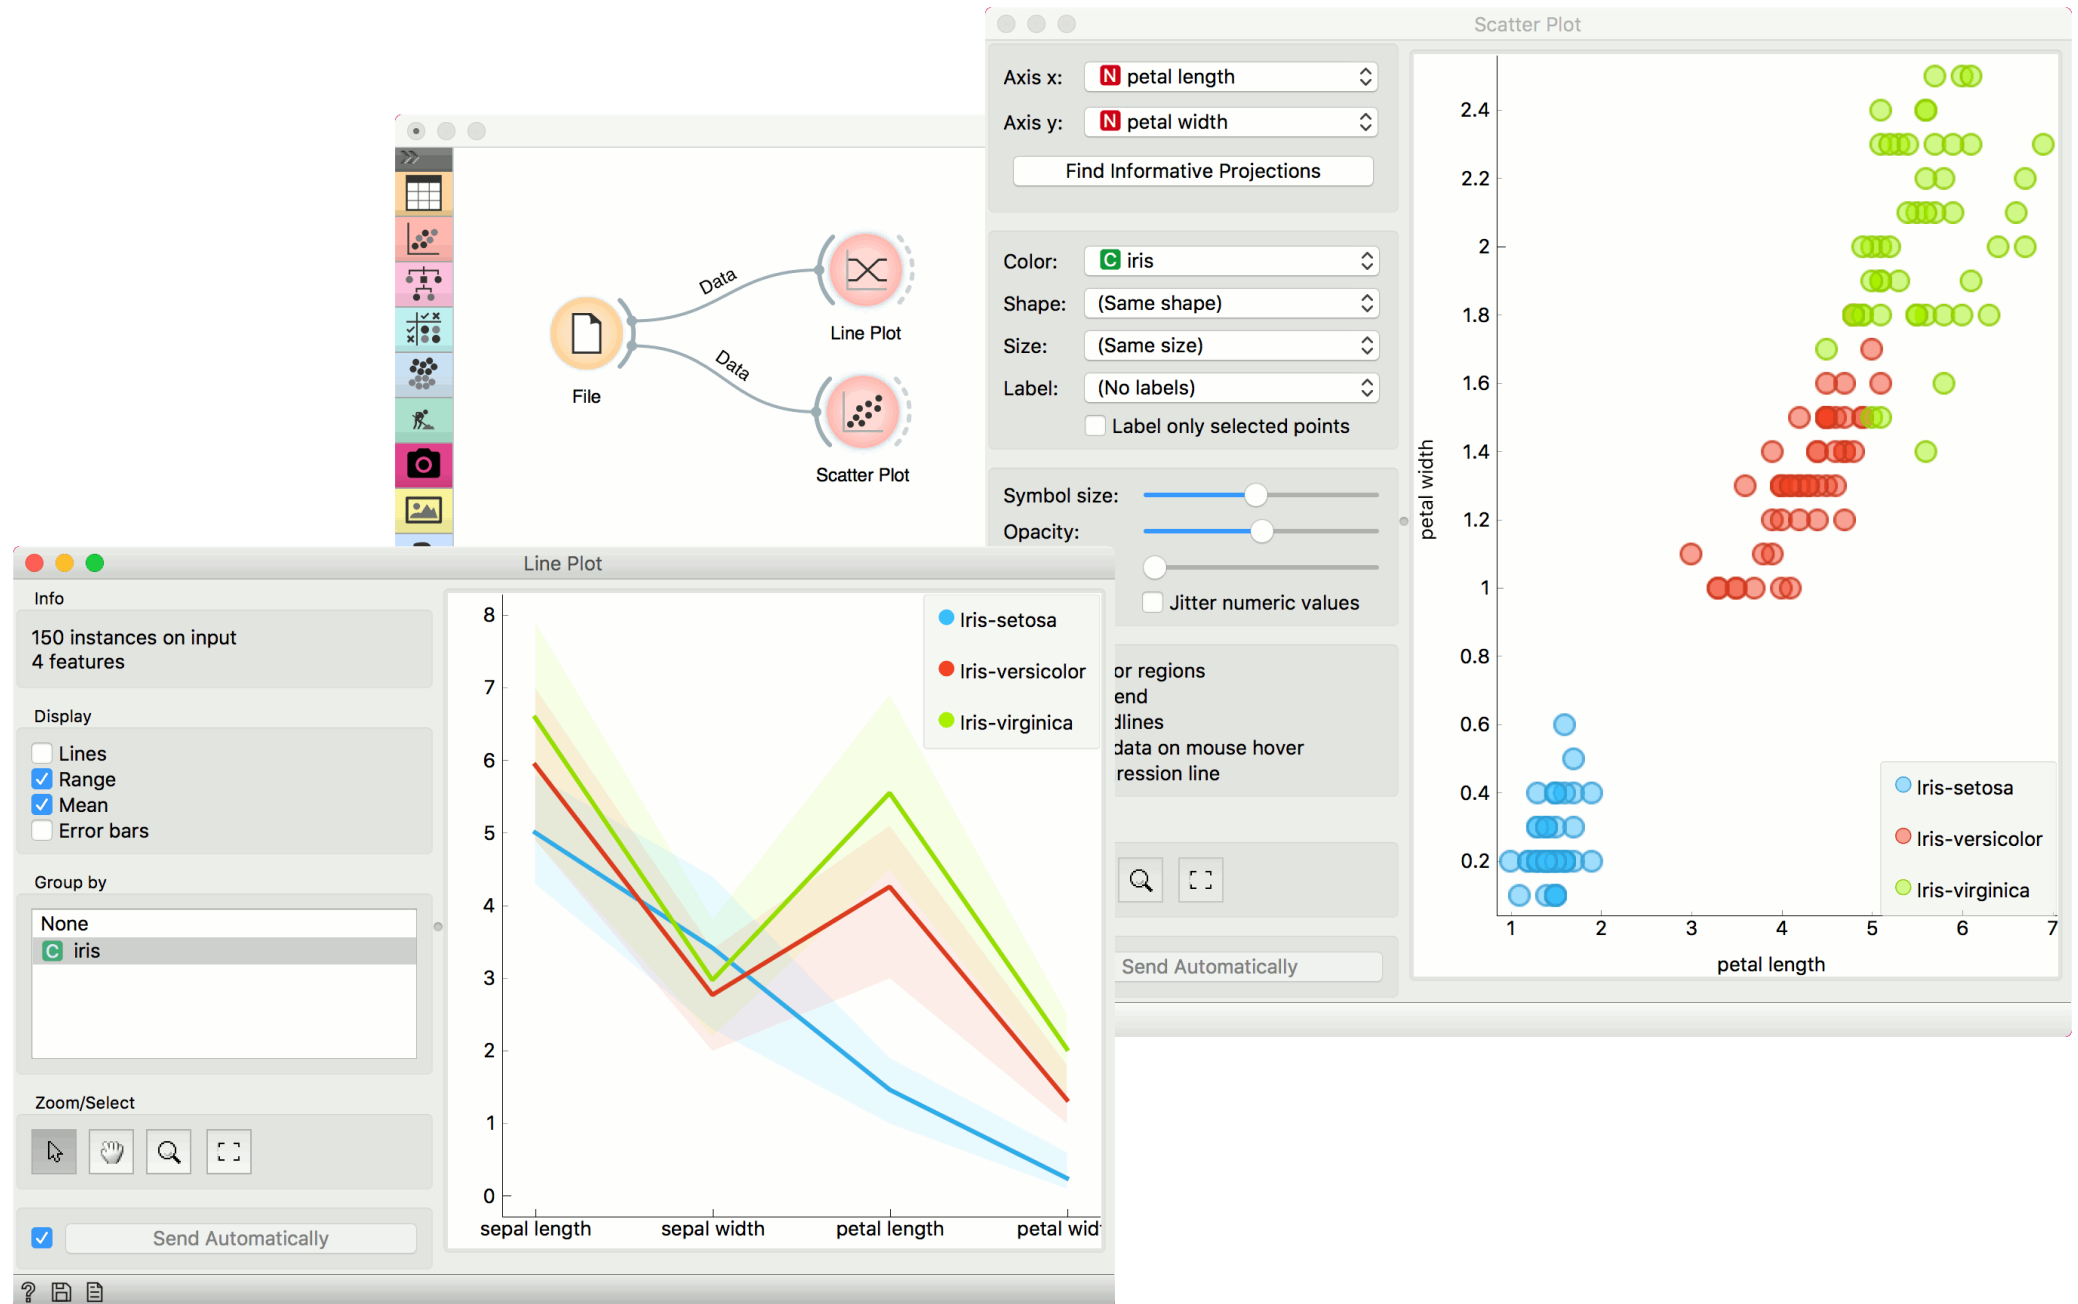 Scatter Plot
Axis x: N petal length
Axis y: N petal width
Find Informative Projections
Color: C iris
Shape: (Same shape)
Size: (Same size)
Label: (No labels)
Label only selected points
Symbol size:
Opacity:
Jitter numeric values
or regions
end
dlines
data on mouse hover
ression line
Send Automatically
petal width
2.4
2.2
2
1.8
1.6
1.4
1.2
1
0.8
0.6
0.4
0.2
1 2 3 4 5 6 7
petal length
Iris-setosa
Iris-versicolor
Iris-virginica
File
Data
Data
Line Plot
Scatter Plot
Line Plot
Info
150 instances on input
4 features
Display
Lines
Range
Mean
Error bars
Group by
None
C iris
Zoom/Select
Send Automatically
8
7
6
5
4
3
2
1
0
sepal length sepal width petal length petal wid
Iris-setosa
Iris-versicolor
Iris-virginica